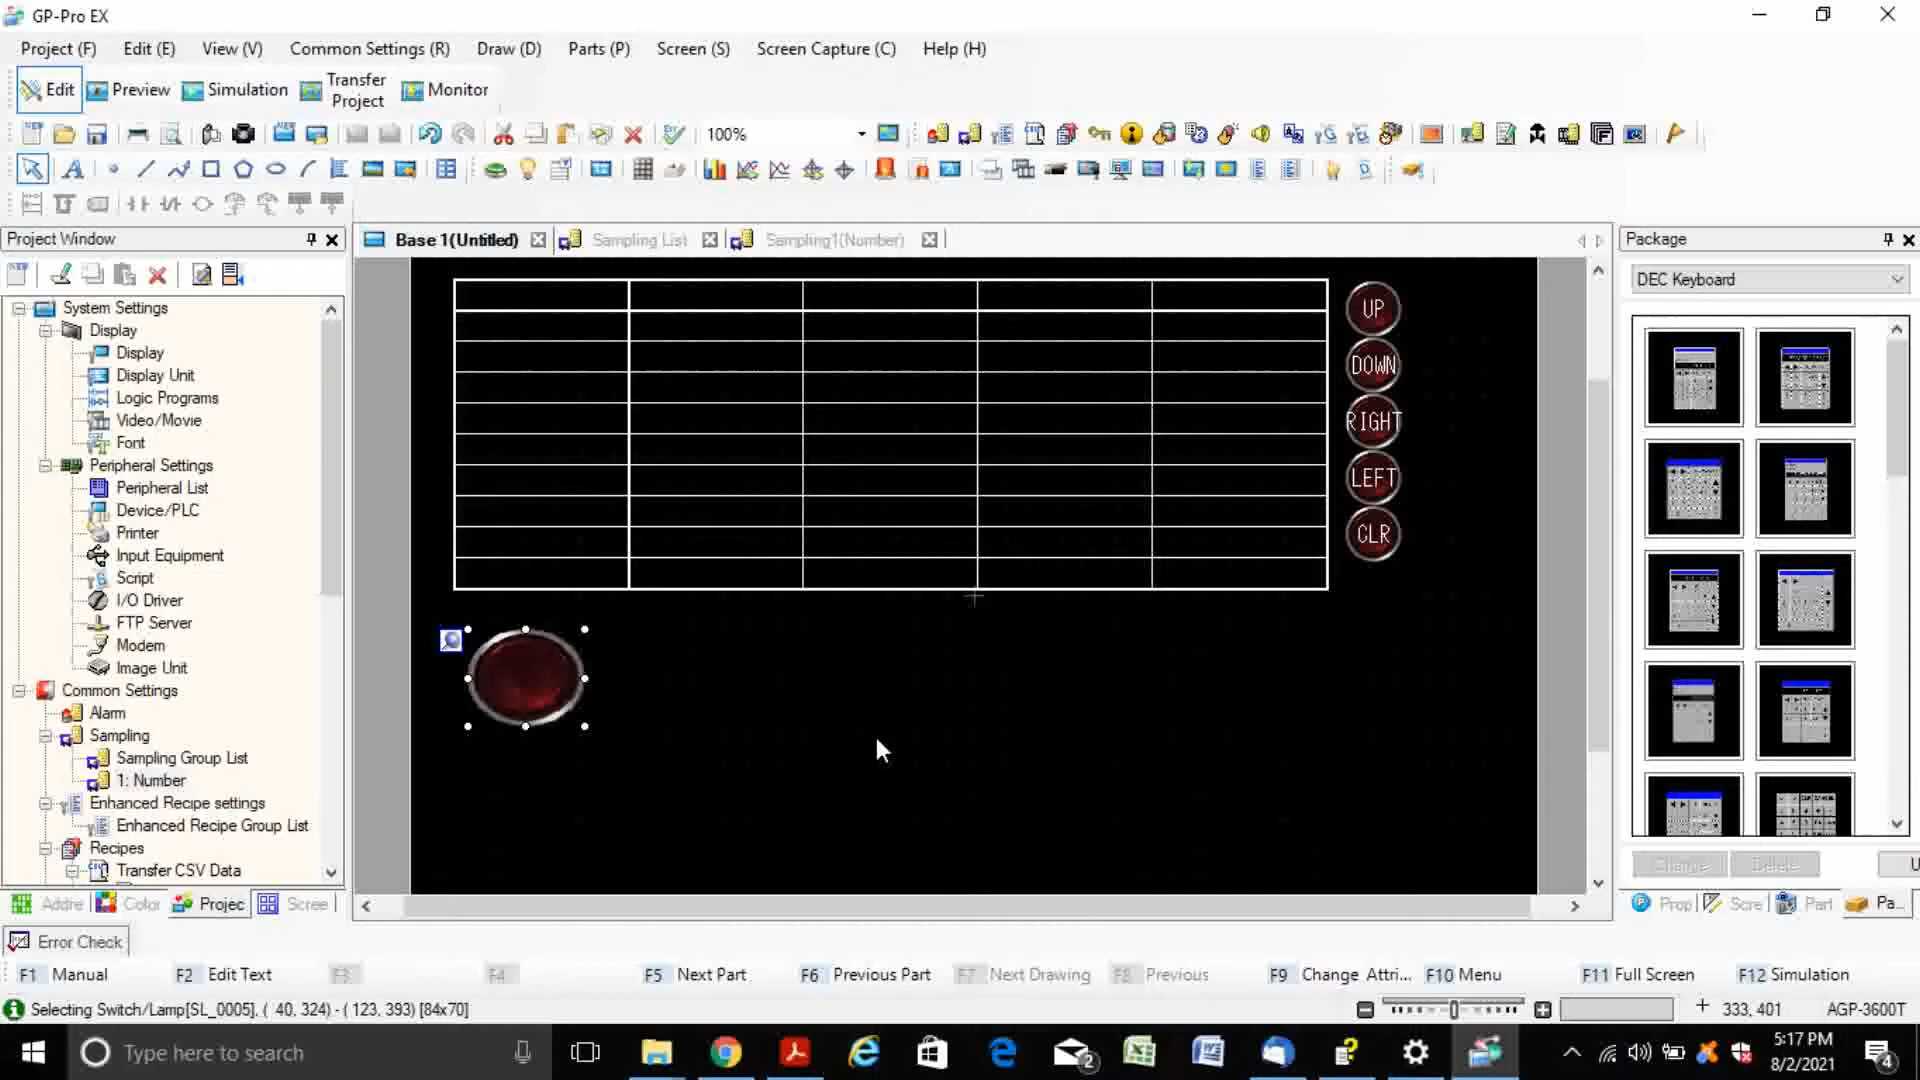 GP-Pro EX
Project (F) Edit (E) View (V) Common Settings (R) Draw (D) Parts (P) Screen (S) Screen Capture (C) Help (H)
Edit Preview Simulation Transfer Project Monitor
100%
Project Window
Base 1(Untitled) Sampling List Sampling1(Number)
Package
DEC Keyboard
System Settings
Display
Display
Display Unit
Logic Programs
Video/Movie
Font
Peripheral Settings
Peripheral List
Device/PLC
Printer
Input Equipment
Script
I/O Driver
FTP Server
Modem
Image Unit
Common Settings
Alarm
Sampling
Sampling Group List
1: Number
Enhanced Recipe settings
Enhanced Recipe Group List
Recipes
Transfer CSV Data
UP
DOWN
RIGHT
LEFT
CLR
Change Delete U
Addre Color Projec Scree
Prop Scre Part Pa...
Error Check
F1 Manual F2 Edit Text F3 F4 F5 Next Part F6 Previous Part F7 Next Drawing F8 Previous F9 Change Attri... F10 Menu F11 Full Screen F12 Simulation
Selecting Switch/Lamp[SL_0005], ( 40, 324) - ( 123, 393) [84x70]
333, 401 AGP-3600T
Type here to search
2
5:17 PM
8/2/2021
4